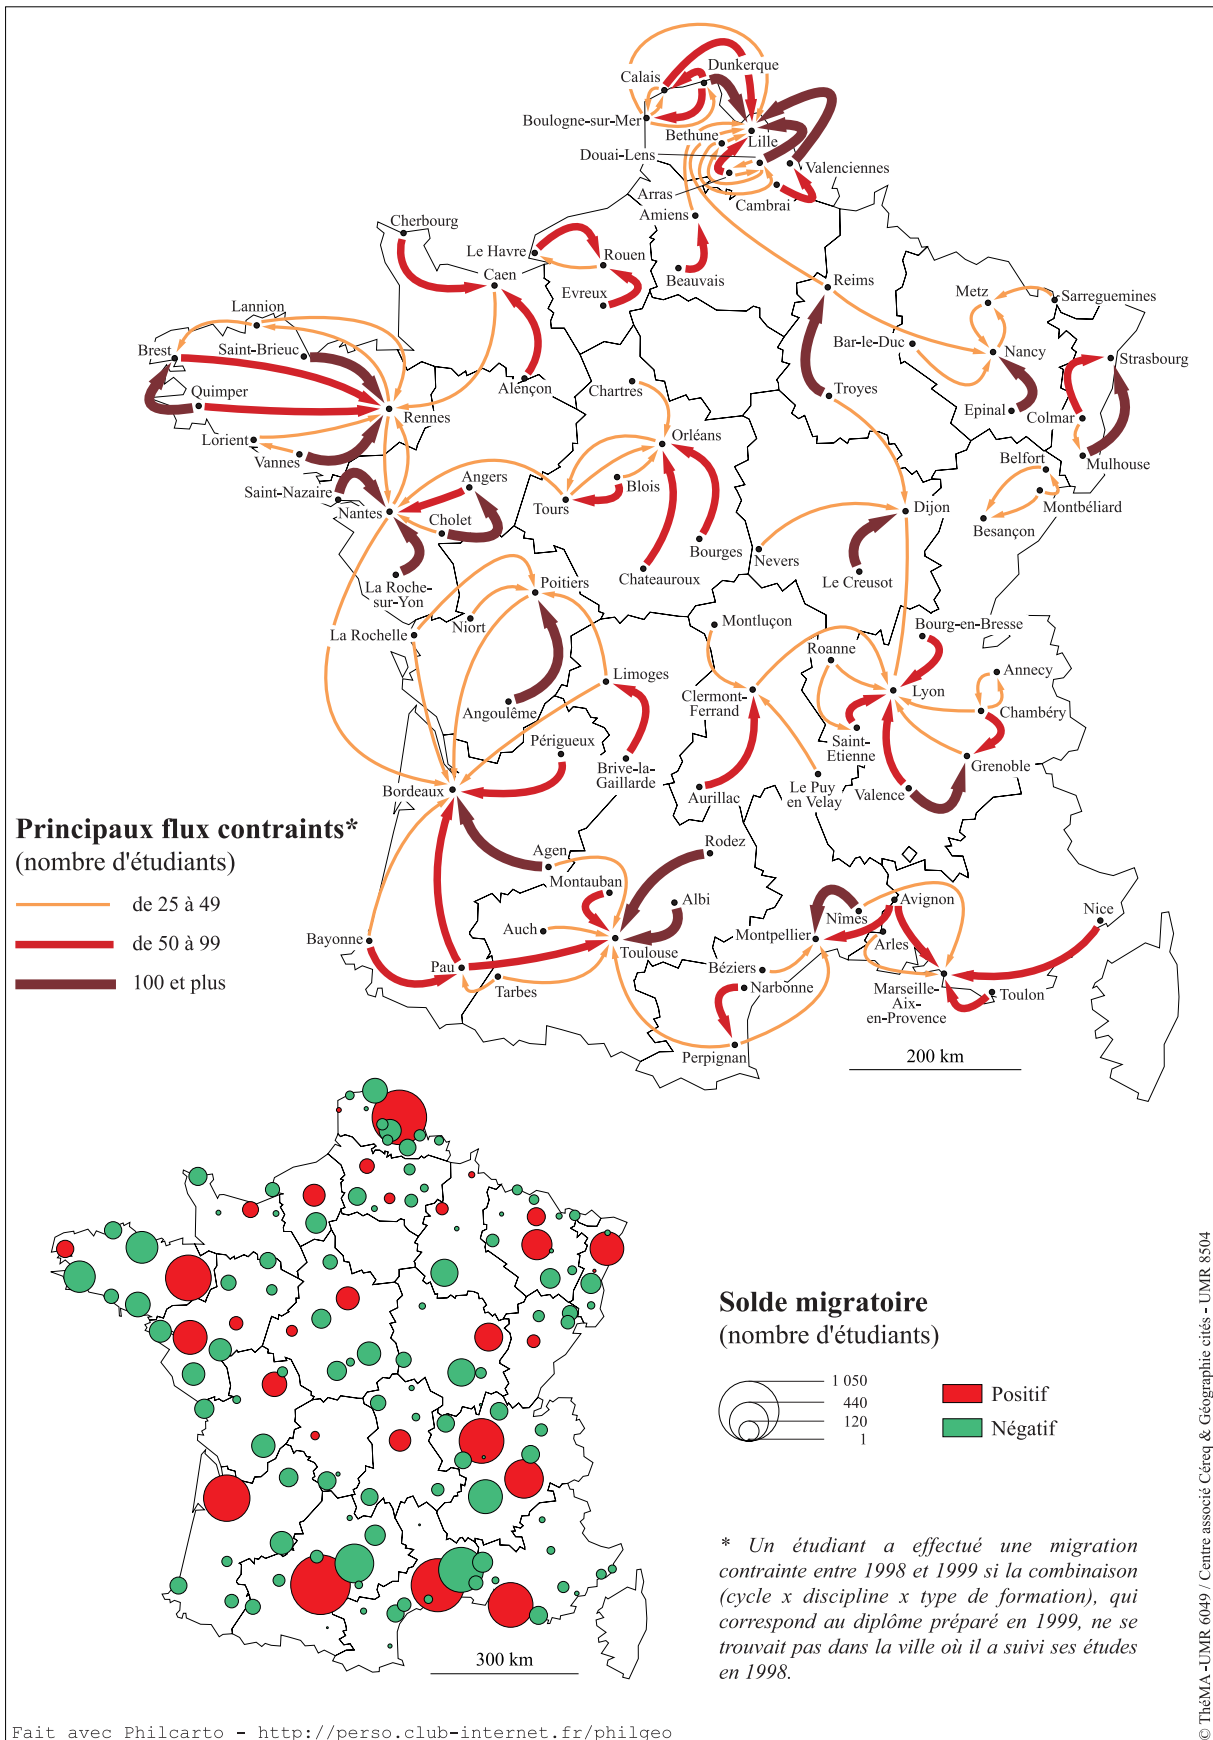 Dunkerque
Calais
Boulogne-sur-Mer
Bethune
Lille
Douai-Lens
Valenciennes
Arras
Cambrai
Amiens
Cherbourg
Le Havre
Rouen
Caen
Evreux
Beauvais
Reims
Metz
Sarreguemines
Lannion
Brest
Saint-Brieuc
Bar-le-Duc
Nancy
Strasbourg
Quimper
Alençon
Chartres
Troyes
Rennes
Epinal
Colmar
Lorient
Orléans
Vannes
Belfort
Mulhouse
Saint-Nazaire
Angers
Blois
Nantes
Tours
Dijon
Montbéliard
Cholet
Besançon
Bourges
Nevers
La Roche-
sur-Yon
Poitiers
Chateauroux
Le Creusot
La Rochelle
Niort
Montluçon
Bourg-en-Bresse
Roanne
Annecy
Limoges
Clermont-
Ferrand
Lyon
Chambéry
Angoulême
Périgueux
Saint-
Etienne
Brive-la-
Gaillarde
Grenoble
Bordeaux
Aurillac
Le Puy
en Velay
Valence
Principaux flux contraints*
(nombre d'étudiants)
de 25 à 49
de 50 à 99
100 et plus
Agen
Rodez
Montauban
Albi
Avignon
Nice
Auch
Nîmes
Bayonne
Toulouse
Montpellier
Arles
Pau
Béziers
Tarbes
Narbonne
Marseille-
Aix-
en-Provence
Toulon
Perpignan
200 km
Solde migratoire
(nombre d'étudiants)
1 050
440
120
1
Positif
Négatif
* Un étudiant a effectué une migration
contrainte entre 1998 et 1999 si la combinaison
(cycle x discipline x type de formation), qui
correspond au diplôme préparé en 1999, ne se
trouvait pas dans la ville où il a suivi ses études
en 1998.
300 km
© ThéMA -UMR 6049 / Centre associé Céreq & Géographie cités - UMR 8504
Fait avec Philcarto - http://perso.club-internet.fr/philgeo